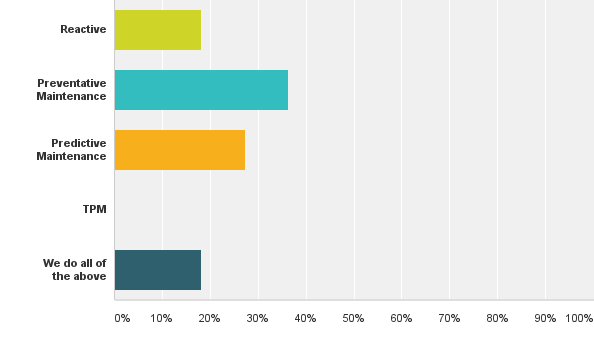 Reactive
Preventative
Maintenance
Predictive
Maintenance
TPM
We do all of
the above
0% 10% 20% 30% 40% 50% 60% 70% 80% 90% 100%